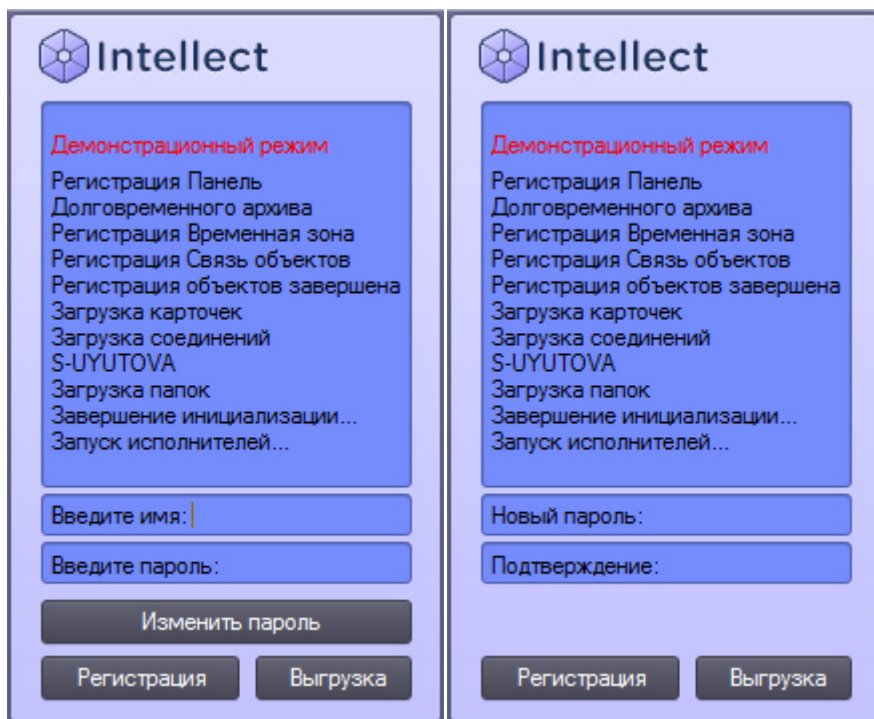 Intellect
Демонстрационный режим
Регистрация Панель
Долговременного архива
Регистрация Временная зона
Регистрация Связь объектов
Регистрация объектов завершена
Загрузка карточек
Загрузка соединений
S-UYUTOVA
Загрузка папок
Завершение инициализации...
Запуск исполнителей...
Введите имя:
Введите пароль:
Изменить пароль
Регистрация Выгрузка
Intellect
Демонстрационный режим
Регистрация Панель
Долговременного архива
Регистрация Временная зона
Регистрация Связь объектов
Регистрация объектов завершена
Загрузка карточек
Загрузка соединений
S-UYUTOVA
Загрузка папок
Завершение инициализации...
Запуск исполнителей...
Новый пароль:
Подтверждение:
Регистрация Выгрузка